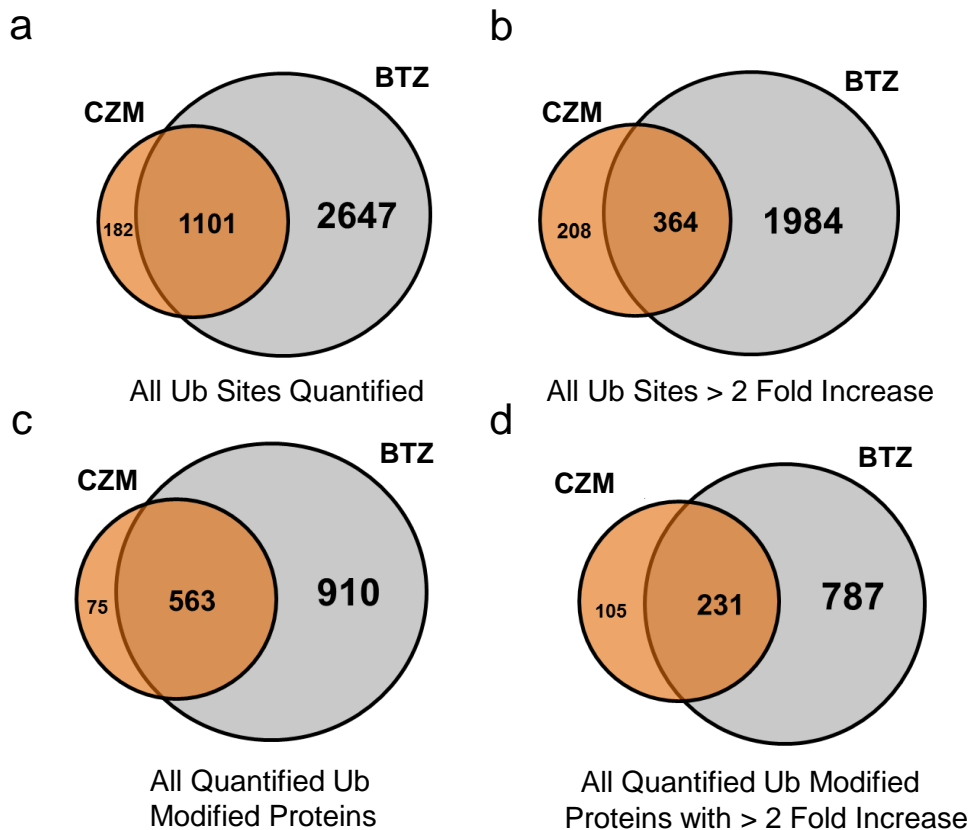 a
BTZ
CZM
182
1101
2647
All Ub Sites Quantified
b
BTZ
CZM
208
364
1984
All Ub Sites > 2 Fold Increase
c
BTZ
CZM
75
563
910
All Quantified Ub
Modified Proteins
d
BTZ
CZM
105
231
787
All Quantified Ub Modified
Proteins with > 2 Fold Increase